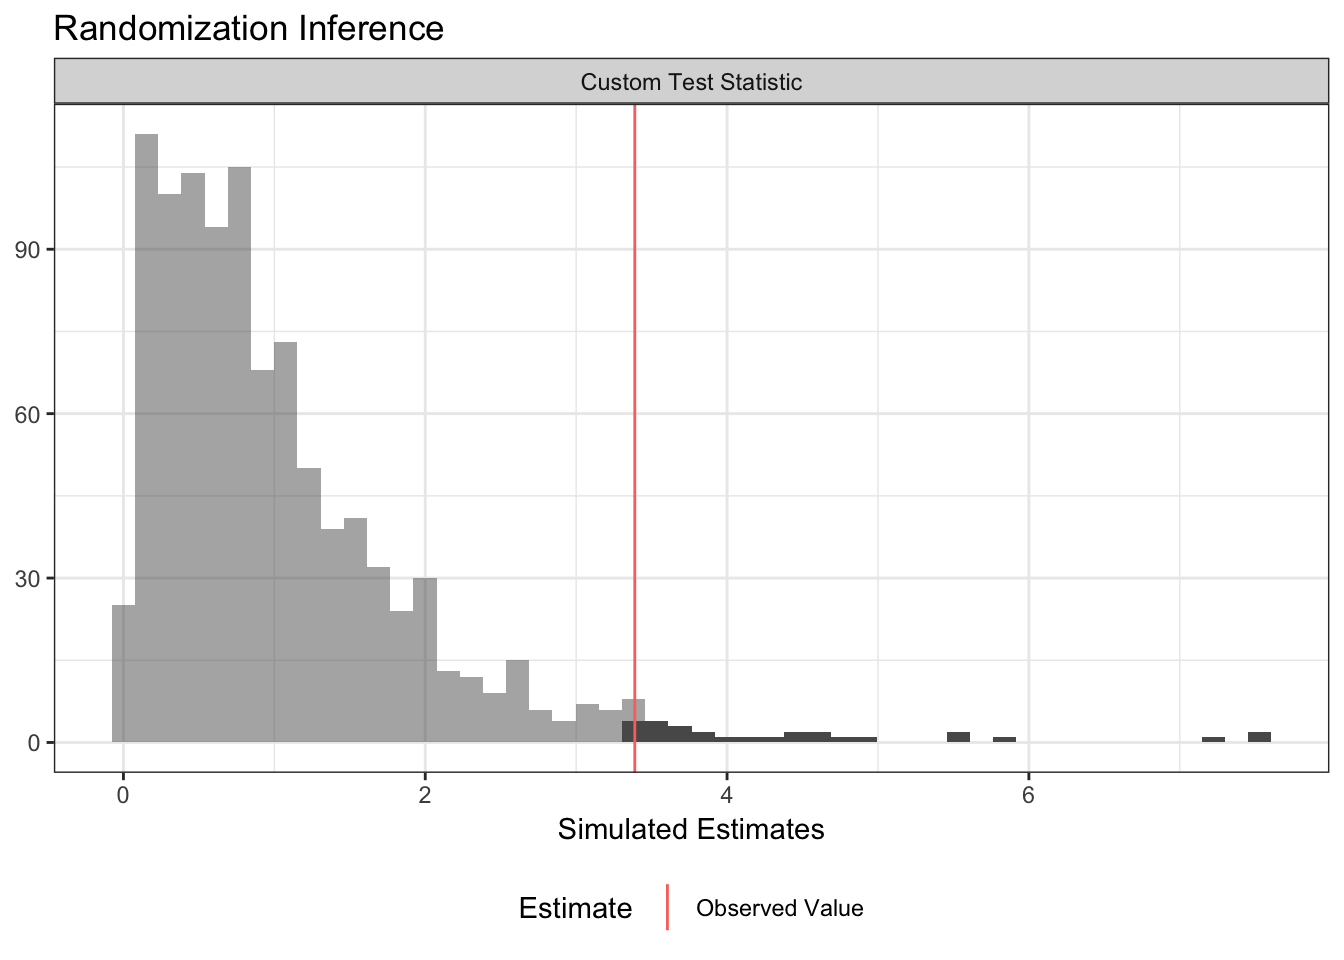 Randomization Inference
Custom Test Statistic
90
60
30
0
0 2 4 6
Simulated Estimates
Estimate Observed Value